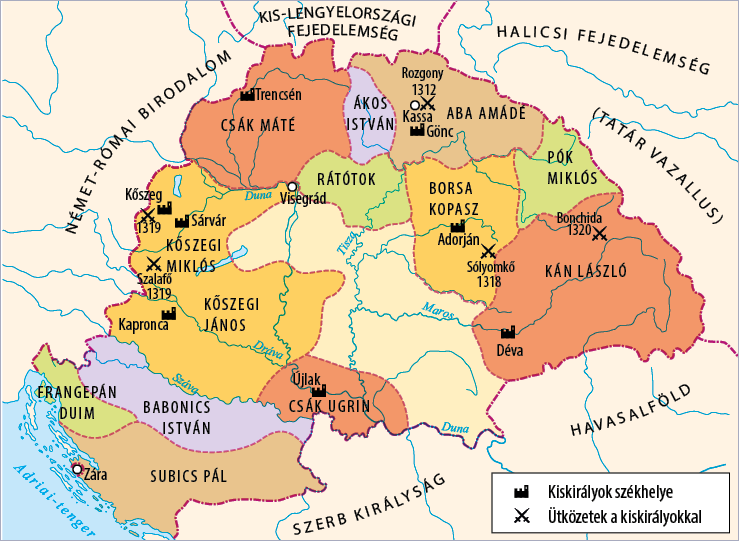 KIS-LENGYELORSZÁGI
FEJEDELEMSÉG
HALICSI FEJEDELEMSÉG
(TATÁR VAZALLUS)
NÉMET-RÓMAI BIRODALOM
Trencsén
CSÁK MÁTÉ
ÁKOS
ISTVÁN
Rozgony
1312
Kassa
Gönc
ABA AMADÉ
RÁTÓTOK
BORSA
KOPASZ
PÓK
MIKLÓS
Kőszeg
1319
Sárvár
Duna
Visegrád
KŐSZEGI
MIKLÓS
Szalafő
1319
Tisza
Adorján
Sólyomkő
1318
Bonchida
1320
KÁN LÁSZLÓ
KŐSZEGI
JÁNOS
Kapronca
Maros
Déva
Dráva
Száva
Újlak
CSÁK UGRIN
FRANGEPÁN
DUIM
BABONICS
ISTVÁN
Duna
HAVASALFÖLD
SUBICS PÁL
Zára
Adriai-tenger
SZERB KIRÁLYSÁG
Kiskirályok székhelye
Ütközetek a kiskirályokkal